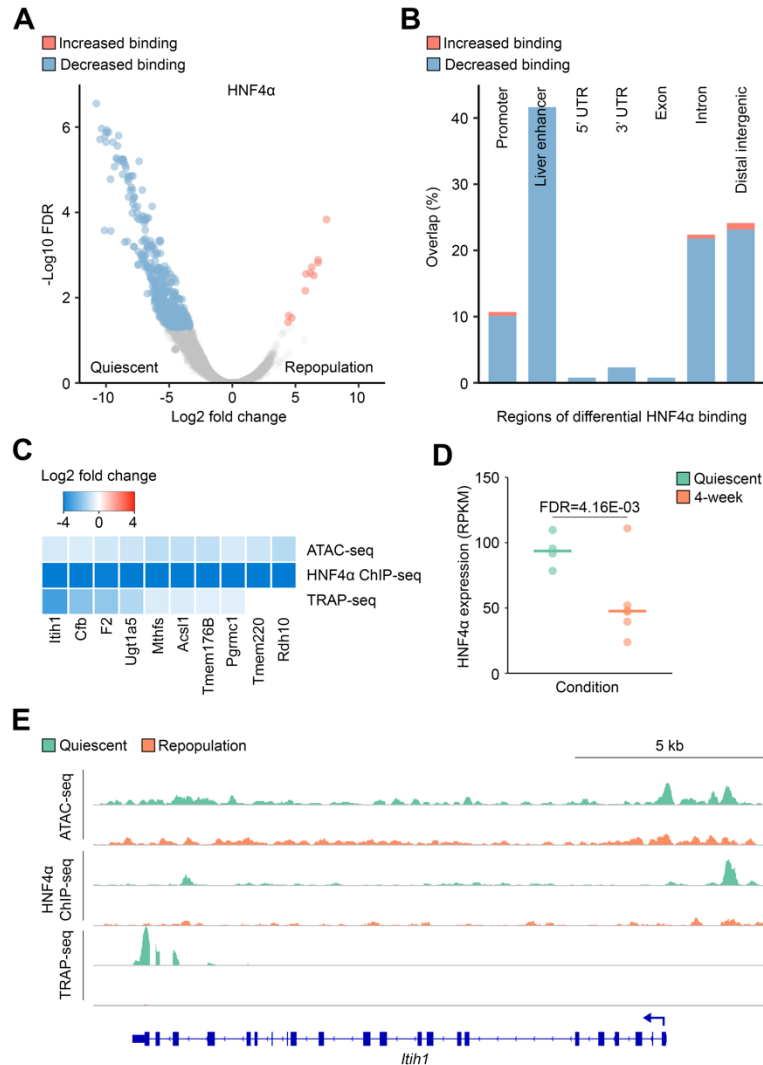 A
Increased binding
Decreased binding
HNF4α
6
4
2
0
-Log10 FDR
Quiescent
Repopulation
-10
-5
0
5
10
Log2 fold change
B
Increased binding
Decreased binding
40
30
20
10
0
Overlap (%)
Promoter
Liver enhancer
5' UTR
3' UTR
Exon
Intron
Distal intergenic
Regions of differential HNF4α binding
C
Log2 fold change
-4 0 4
ATAC-seq
HNF4α ChIP-seq
TRAP-seq
Itih1
Cfb
F2
Ugt1a5
Mthfs
Acsl1
Tmem176B
Pgrmc1
Tmem220
Rdh10
D
Quiescent
4-week
150
100
50
0
HNF4α expression (RPKM)
FDR=4.16E-03
Condition
E
Quiescent
Repopulation
5 kb
ATAC-seq
HNF4α
ChIP-seq
TRAP-seq
Itih1